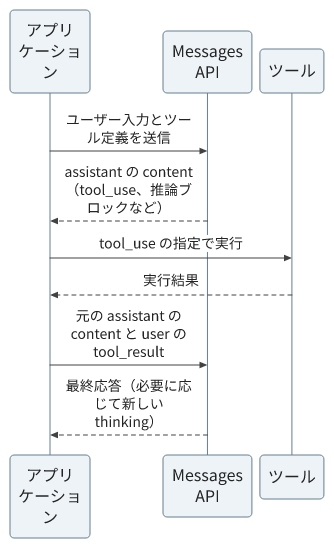 アプリ
ケーショ
ン
Messages
API
ツール
ユーザー入力とツー
ル定義を送信
assistant の content
（tool_use、推論ブ
ロックなど）
tool_use の指定で実行
実行結果
元の assistant の
content と user の
tool_result
最終応答（必要に応
じて新しい
thinking）
アプリ
ケーショ
ン
Messages
API
ツール